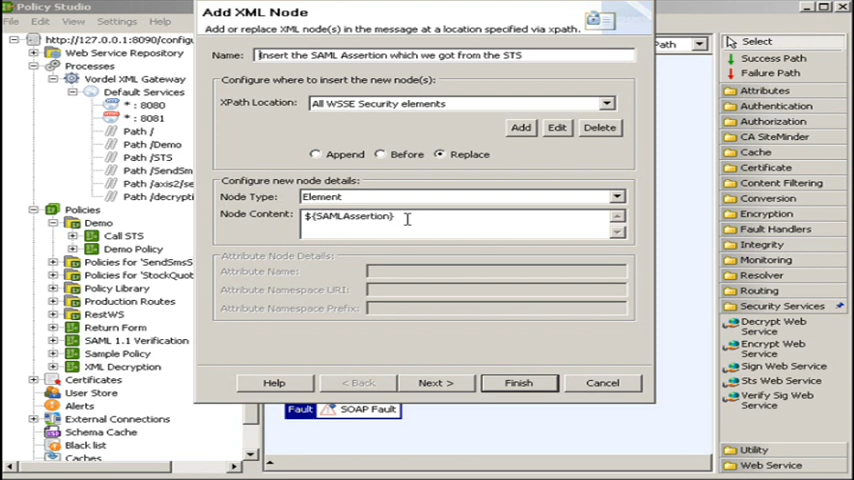 Policy Studio
File Edit View Settings Help
http://127.0.0.1:8090/config
Web Service Repository
Processes
Vordel XML Gateway
Default Services
* : 8080
* : 8081
Path /
Path /Demo
Path /STS
Path /SendSm
Path /axis2/se
Path /decrypti
Policies
Demo
Call STS
Demo Policy
Policies for 'SendSmsS
Policies for 'StockQuot
Policy Library
Production Routes
RestWS
Return Form
SAML 1.1 Verification
Sample Policy
XML Decryption
Certificates
User Store
Alerts
External Connections
Schema Cache
Black list
Caches
Add XML Node
Add or replace XML node(s) in the message at a location specified via xpath.
Name: Insert the SAML Assertion which we got from the STS
Configure where to insert the new node(s):
XPath Location: All WSSE Security elements
Add Edit Delete
Append Before Replace
Configure new node details:
Node Type: Element
Node Content: ${SAMLAssertion}
Attribute Node Details:
Attribute Name:
Attribute Namespace URI:
Attribute Namespace Prefix:
Help < Back Next > Finish Cancel
Fault SOAP Fault
Path
Select
Success Path
Failure Path
Attributes
Authentication
Authorization
CA SiteMinder
Cache
Certificate
Content Filtering
Conversion
Encryption
Fault Handlers
Integrity
Monitoring
Resolver
Routing
Security Services
Decrypt Web
Service
Encrypt Web
Service
Sign Web Service
Sts Web Service
Verify Sig Web
Service
Utility
Web Service